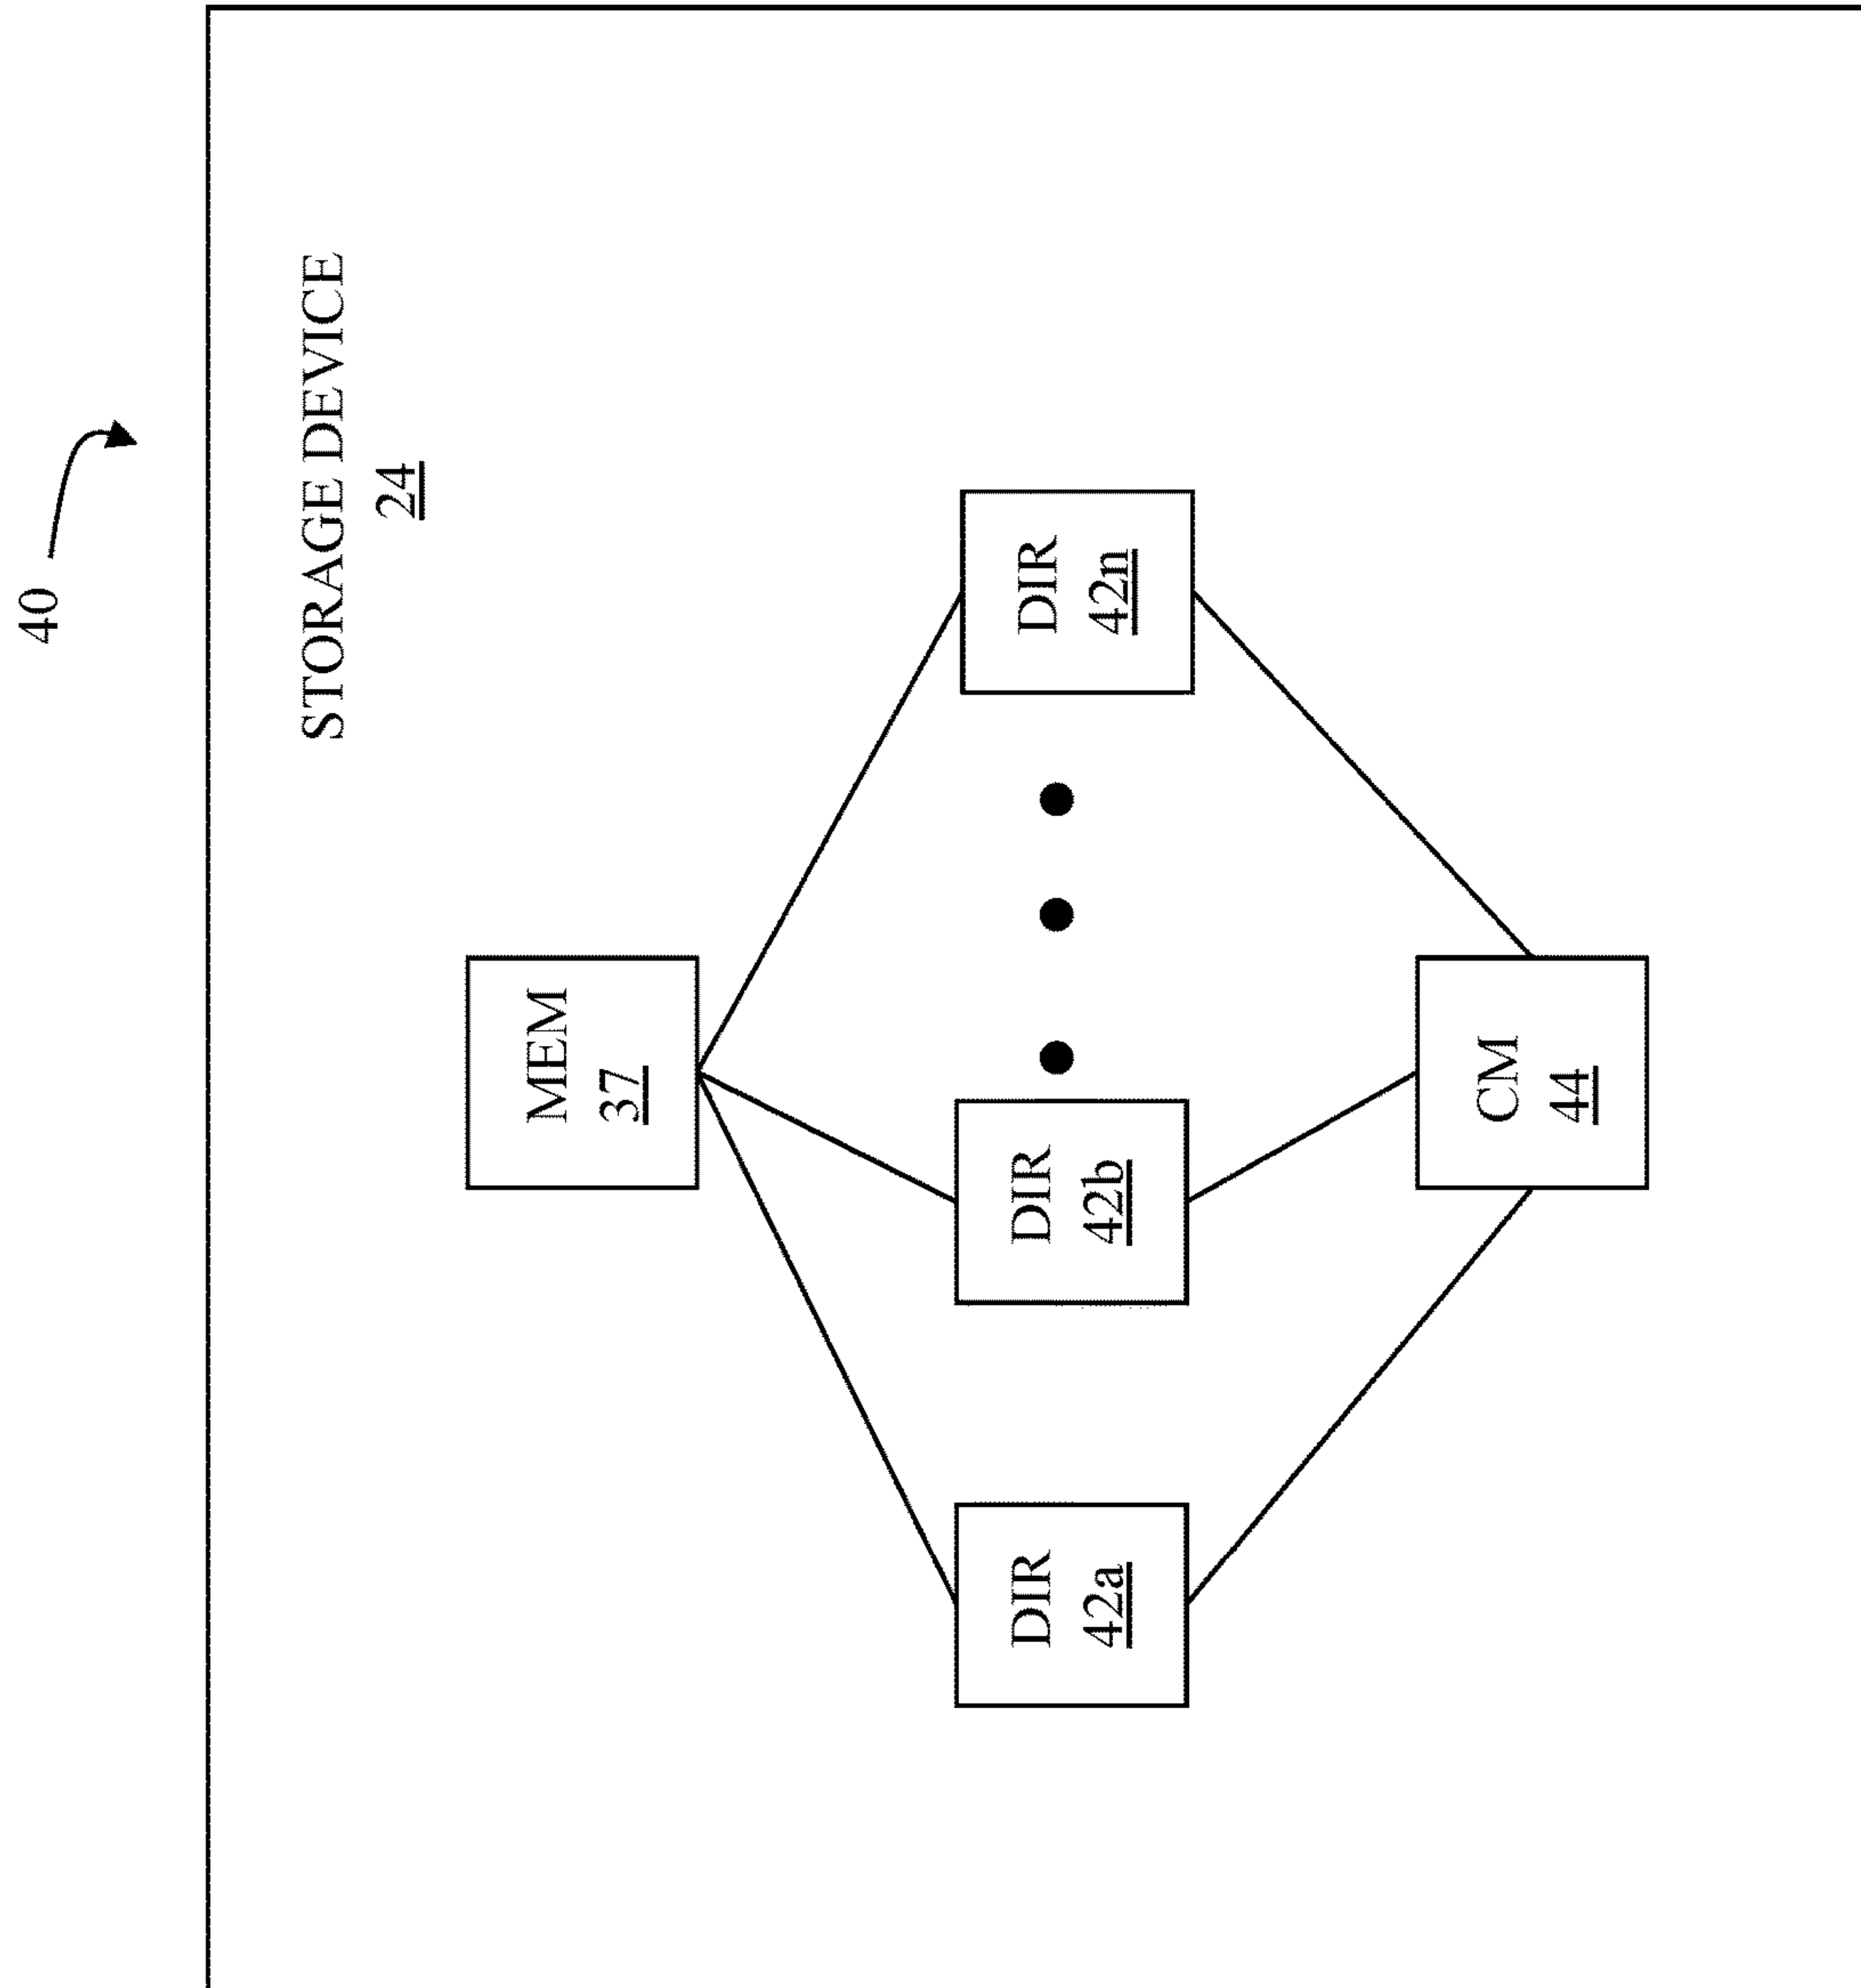 40
STORAGE DEVICE
24
MEM
37
DIR
42a
DIR
42b
DIR
42n
CM
44